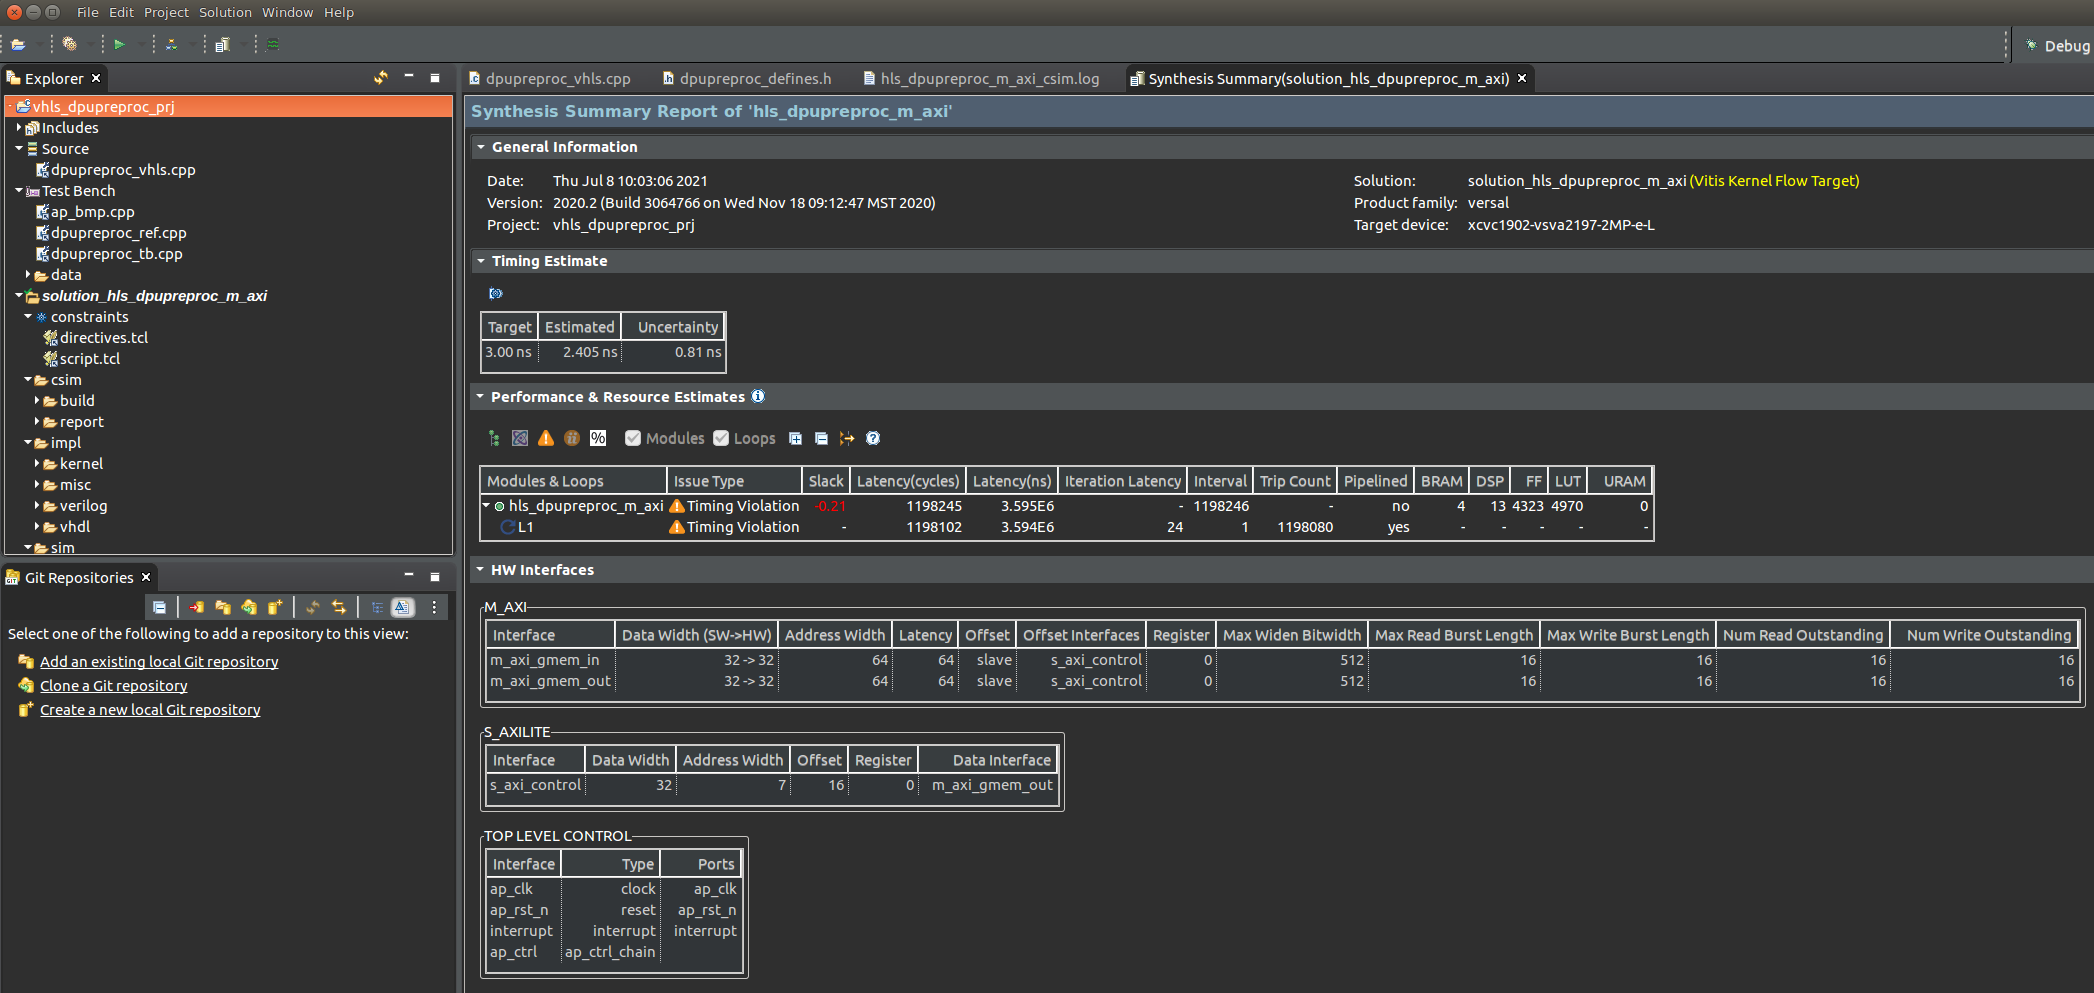 File Edit Project Solution Window Help
Debug
Explorer
vhls_dpupreproc_prj
Includes
Source
dpupreproc_vhls.cpp
Test Bench
ap_bmp.cpp
dpupreproc_ref.cpp
dpupreproc_tb.cpp
data
solution_hls_dpupreproc_m_axi
constraints
directives.tcl
script.tcl
csim
build
report
impl
kernel
misc
verilog
vhdl
sim
Git Repositories
Select one of the following to add a repository to this view:
Add an existing local Git repository
Clone a Git repository
Create a new local Git repository
dpupreproc_vhls.cpp dpupreproc_defines.h hls_dpupreproc_m_axi_csim.log Synthesis Summary(solution_hls_dpupreproc_m_axi)
Synthesis Summary Report of 'hls_dpupreproc_m_axi'
General Information
Date: Thu Jul 8 10:03:06 2021 Solution: solution_hls_dpupreproc_m_axi (Vitis Kernel Flow Target)
Version: 2020.2 (Build 3064766 on Wed Nov 18 09:12:47 MST 2020) Product family: versal
Project: vhls_dpupreproc_prj Target device: xcvc1902-vsva2197-2MP-e-L
Timing Estimate
Target Estimated Uncertainty
3.00 ns 2.405 ns 0.81 ns
Performance & Resource Estimates
% Modules Loops
Modules & Loops Issue Type Slack Latency(cycles) Latency(ns) Iteration Latency Interval Trip Count Pipelined BRAM DSP FF LUT URAM
hls_dpupreproc_m_axi Timing Violation -0.21 1198245 3.595E6 - 1198246 - no 4 13 4323 4970 0
L1 Timing Violation - 1198102 3.594E6 24 1 1198080 yes - - - - -
HW Interfaces
M_AXI
Interface Data Width (SW->HW) Address Width Latency Offset Offset Interfaces Register Max Widen Bitwidth Max Read Burst Length Max Write Burst Length Num Read Outstanding Num Write Outstanding
m_axi_gmem_in 32 -> 32 64 64 slave s_axi_control 0 512 16 16 16 16
m_axi_gmem_out 32 -> 32 64 64 slave s_axi_control 0 512 16 16 16 16
S_AXILITE
Interface Data Width Address Width Offset Register Data Interface
s_axi_control 32 7 16 0 m_axi_gmem_out
TOP LEVEL CONTROL
Interface Type Ports
ap_clk clock ap_clk
ap_rst_n reset ap_rst_n
interrupt interrupt interrupt
ap_ctrl ap_ctrl_chain